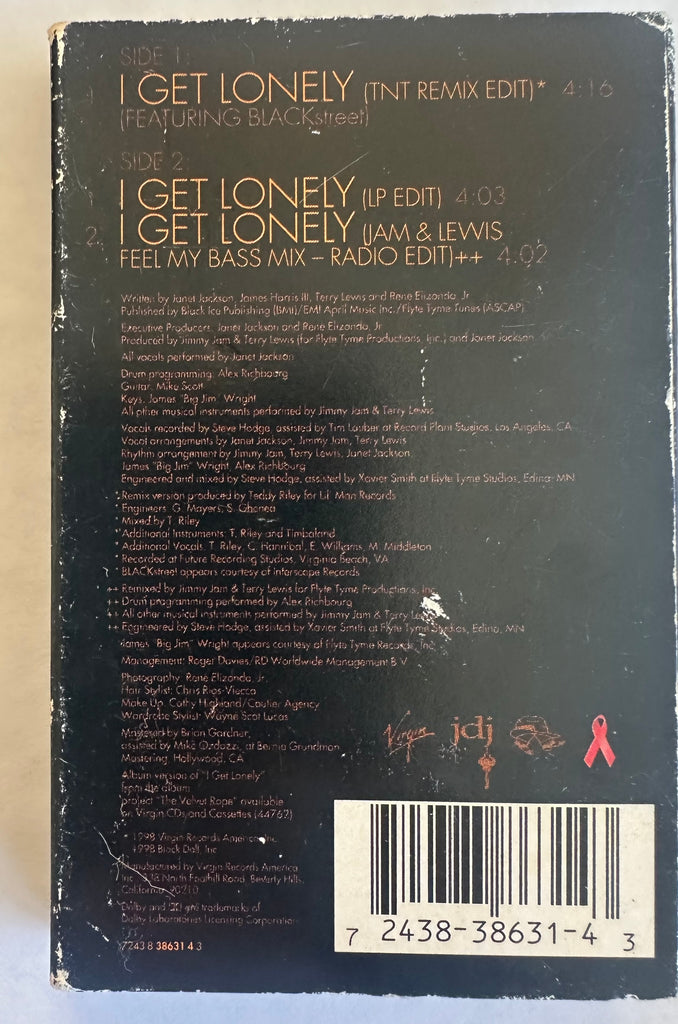 SIDE 1:
1. I GET LONELY (TNT REMIX EDIT)* 4:16
(FEATURING BLACKstreet)
SIDE 2:
1. I GET LONELY (LP EDIT) 4:03
2. I GET LONELY (JAM & LEWIS
FEEL MY BASS MIX – RADIO EDIT)++ 4:02
Written by Janet Jackson, James Harris III, Terry Lewis and René Elizondo, Jr.
Published by Black Ice Publishing (BMI)/EMI April Music Inc./Flyte Tyme Tunes (ASCAP)
Executive Producers: Janet Jackson and René Elizondo, Jr.
Produced by Jimmy Jam & Terry Lewis (for Flyte Tyme Productions, Inc.) and Janet Jackson
All vocals performed by Janet Jackson
Drum programming: Alex Richbourg
Guitar: Mike Scott
Keys: James "Big Jim" Wright
All other musical instruments performed by Jimmy Jam & Terry Lewis
Vocals recorded by Steve Hodge, assisted by Tim Lauber at Record Plant Studios, Los Angeles, CA
Vocal arrangements by Janet Jackson, Jimmy Jam, Terry Lewis
Rhythm arrangement by Jimmy Jam, Terry Lewis, Janet Jackson,
James "Big Jim" Wright, Alex Richbourg
Engineered and mixed by Steve Hodge, assisted by Xavier Smith at Flyte Tyme Studios, Edina, MN
* Remix version produced by Teddy Riley for Lil' Man Records
* Engineers: G. Mayers, S. Ghenea
* Mixed by T. Riley
* Additional Instruments: T. Riley and Timbaland
* Additional Vocals: T. Riley, C. Hannibal, E. Williams, M. Middleton
* Recorded at Future Recording Studios, Virginia Beach, VA
* BLACKstreet appears courtesy of Interscope Records
++ Remixed by Jimmy Jam & Terry Lewis for Flyte Tyme Productions, Inc.
++ Drum programming performed by Alex Richbourg
++ All other musical instruments performed by Jimmy Jam & Terry Lewis
++ Engineered by Steve Hodge, assisted by Xavier Smith at Flyte Tyme Studios, Edina, MN
James "Big Jim" Wright appears courtesy of Flyte Tyme Records, Inc.
Management: Roger Davies/RD Worldwide Management B.V.
Photography: René Elizondo, Jr.
Hair Stylist: Chris Rios-Viecco
Make Up: Cathy Highland/Coutler Agency
Wardrobe Stylist: Wayne Scot Lucas
Mastered by Brian Gardner,
assisted by Mike at Bernie Grundman
Mastering, Hollywood, CA
Album version of "I Get Lonely"
from the album
project "The Velvet Rope" available
on Virgin CDs and Cassettes (44762)
1998 Virgin Records America, Inc.
1998 Black Doll, Inc.
Manufactured by Virgin Records America
Inc., 338 North Foothill Road, Beverly Hills,
California 90210
Dolby and are trademarks of
Dolby Laboratories Licensing Corporation
7243 8 38631 4 3
Virgin
jdj
7 2438-38631-4 3